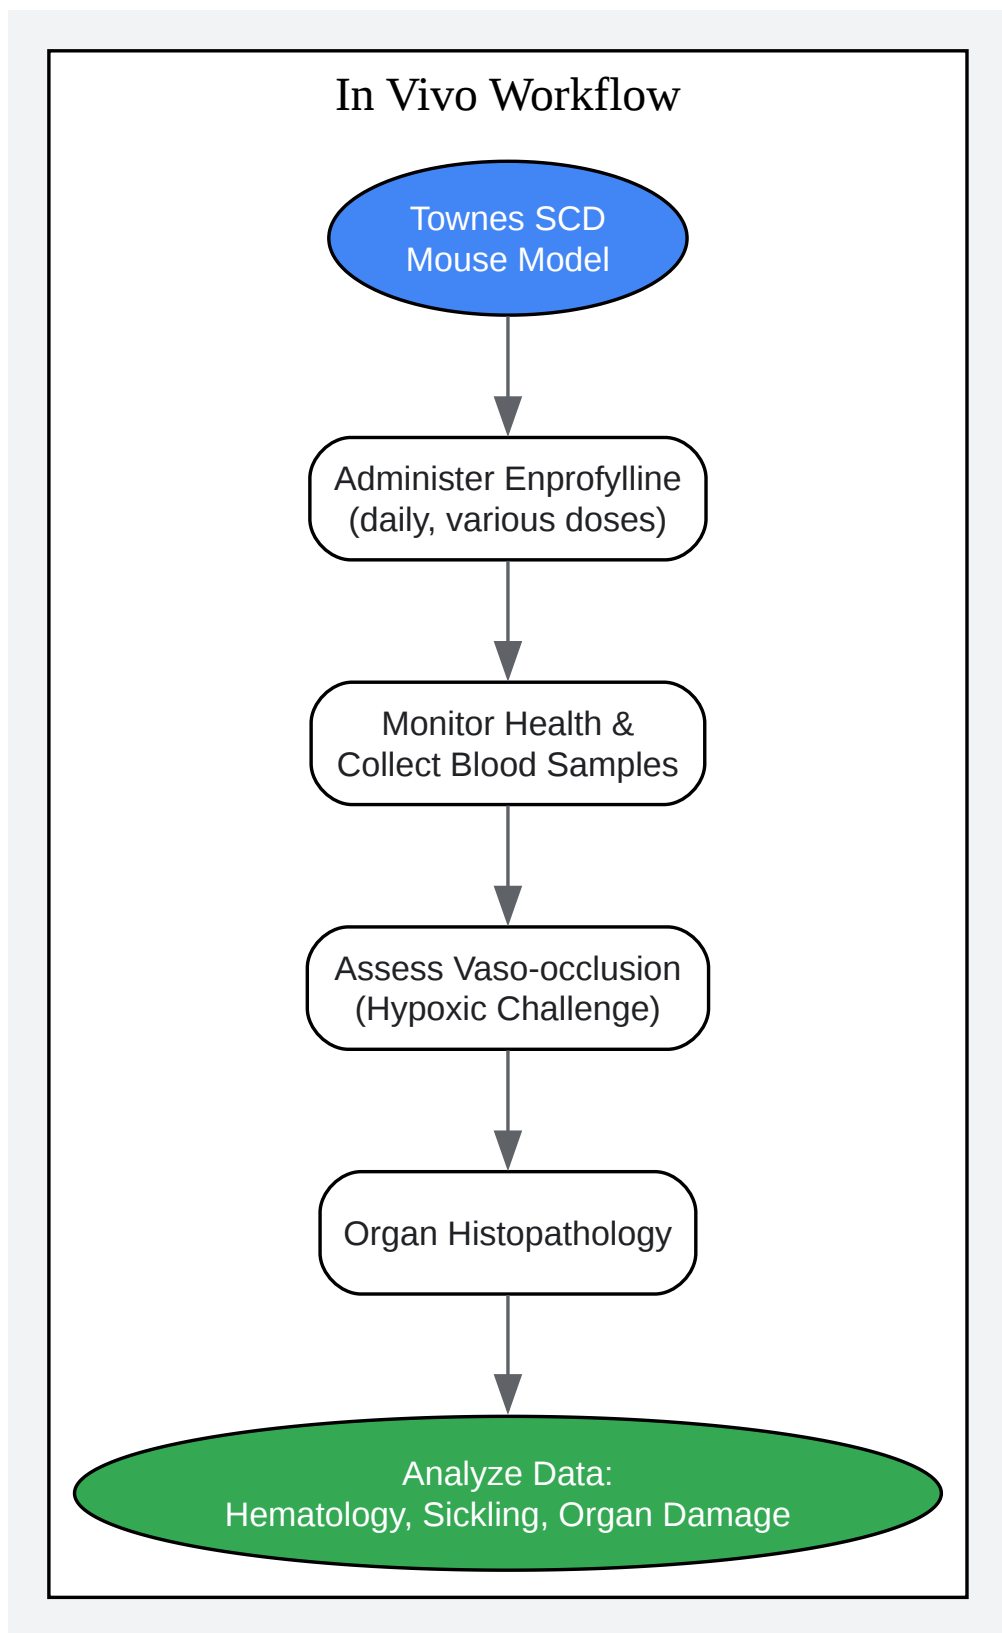 In Vivo Workflow
Townes SCD
Mouse Model
Administer Enprofylline
(daily, various doses)
Monitor Health &
Collect Blood Samples
Assess Vaso-occlusion
(Hypoxic Challenge)
Organ Histopathology
Analyze Data:
Hematology, Sickling, Organ Damage